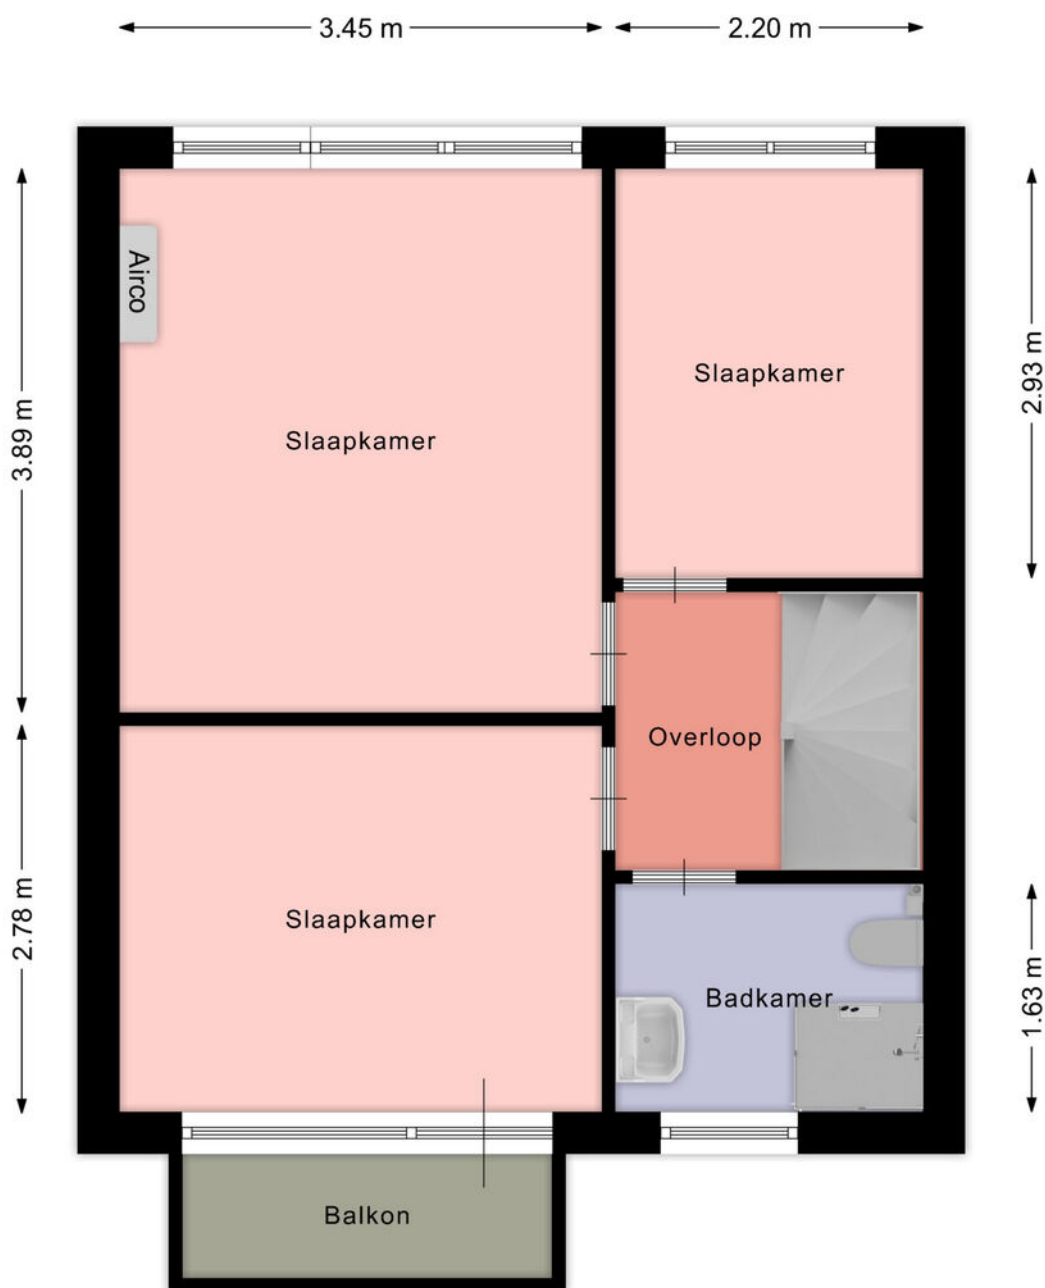 3.45 m
2.20 m
Airco
Slaapkamer
2.93 m
3.89 m
Slaapkamer
Overloop
2.78 m
Slaapkamer
Badkamer
1.63 m
Balkon